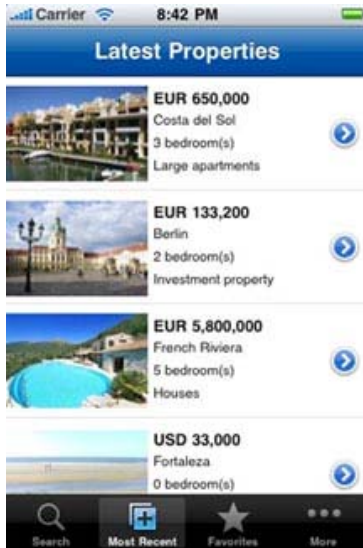 Carrier 8:42 PM
Latest Properties
EUR 650,000
Costa del Sol
3 bedroom(s)
Large apartments
EUR 133,200
Berlin
2 bedroom(s)
Investment property
EUR 5,800,000
French Riviera
5 bedroom(s)
Houses
USD 33,000
Fortaleza
0 bedroom(s)
Search Most Recent Favorites More